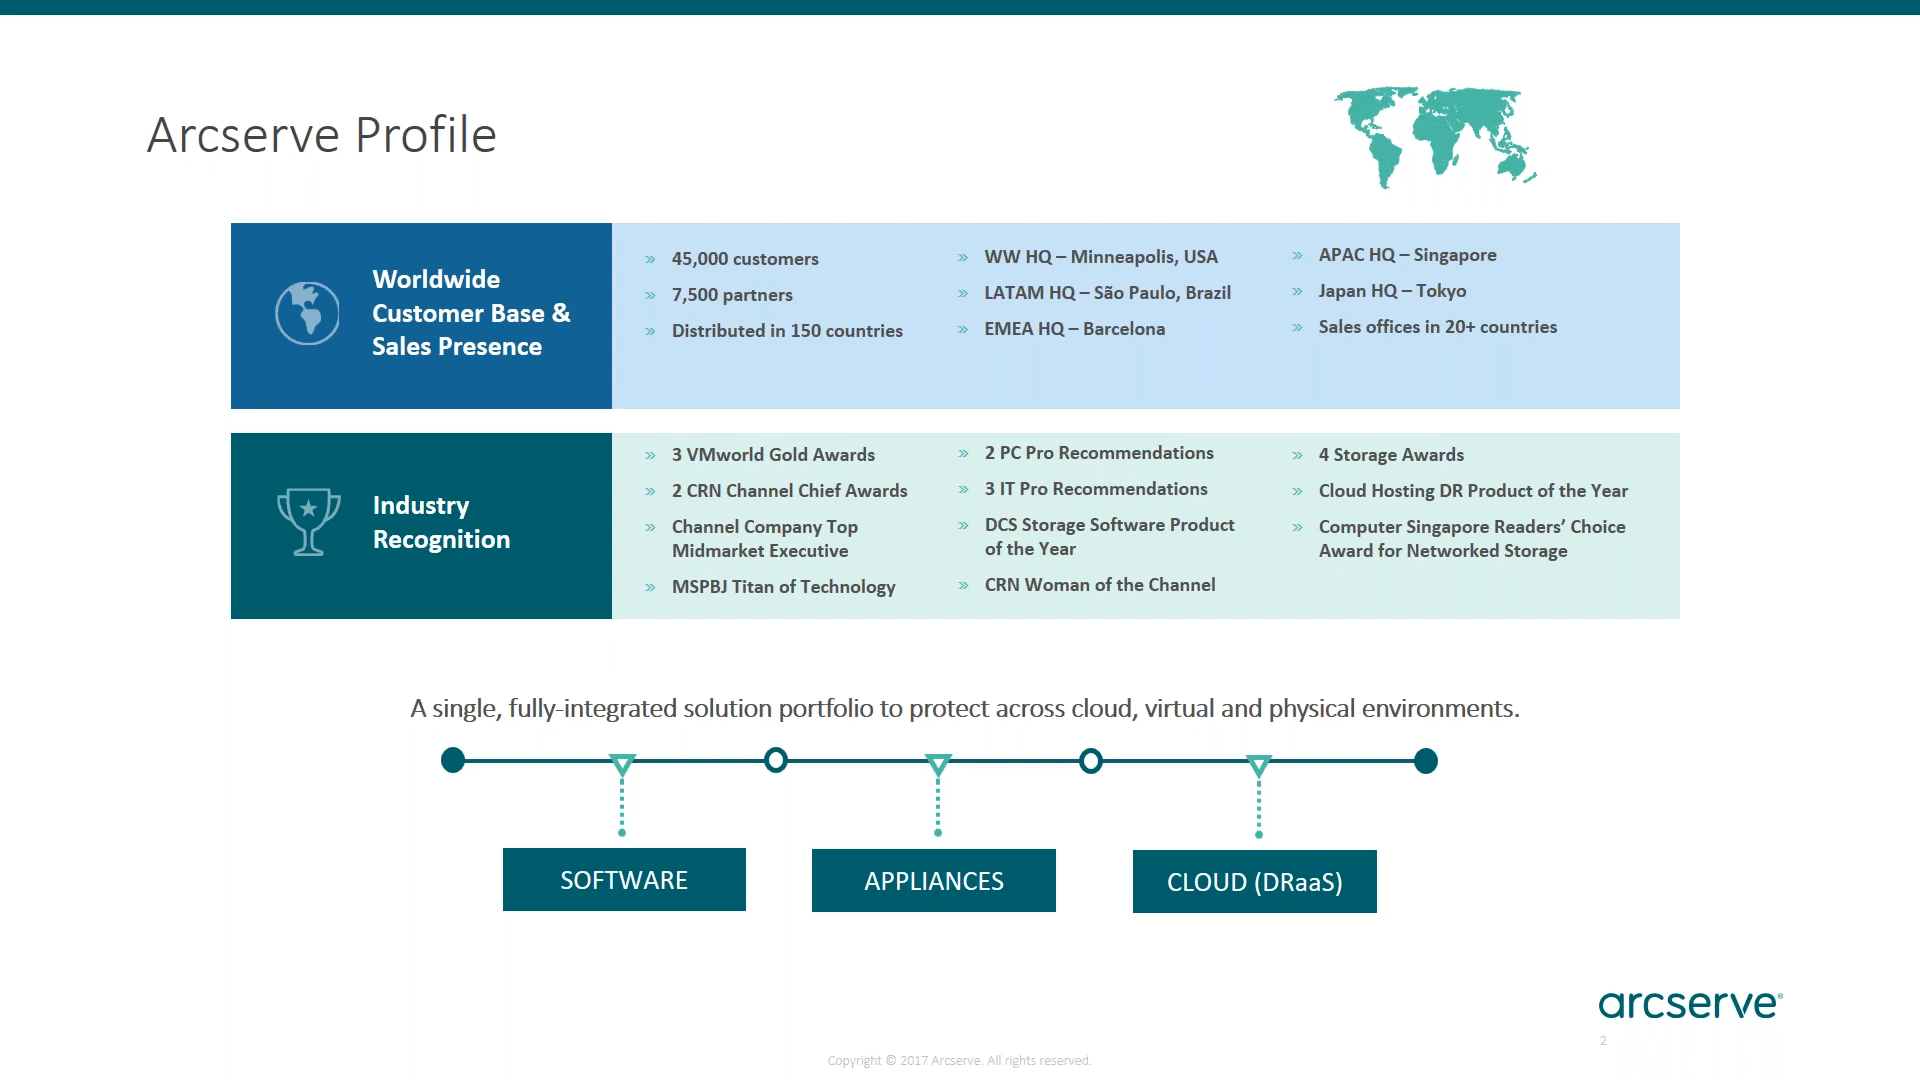 Arcserve Profile
Worldwide
Customer Base &
Sales Presence
» 45,000 customers
» 7,500 partners
» Distributed in 150 countries
» WW HQ – Minneapolis, USA
» LATAM HQ – São Paulo, Brazil
» EMEA HQ – Barcelona
» APAC HQ – Singapore
» Japan HQ – Tokyo
» Sales offices in 20+ countries
Industry
Recognition
» 3 VMworld Gold Awards
» 2 CRN Channel Chief Awards
» Channel Company Top
Midmarket Executive
» MSPBJ Titan of Technology
» 2 PC Pro Recommendations
» 3 IT Pro Recommendations
» DCS Storage Software Product
of the Year
» CRN Woman of the Channel
» 4 Storage Awards
» Cloud Hosting DR Product of the Year
» Computer Singapore Readers’ Choice
Award for Networked Storage
A single, fully-integrated solution portfolio to protect across cloud, virtual and physical environments.
SOFTWARE
APPLIANCES
CLOUD (DRaaS)
arcserve®
2
Copyright © 2017 Arcserve. All rights reserved.